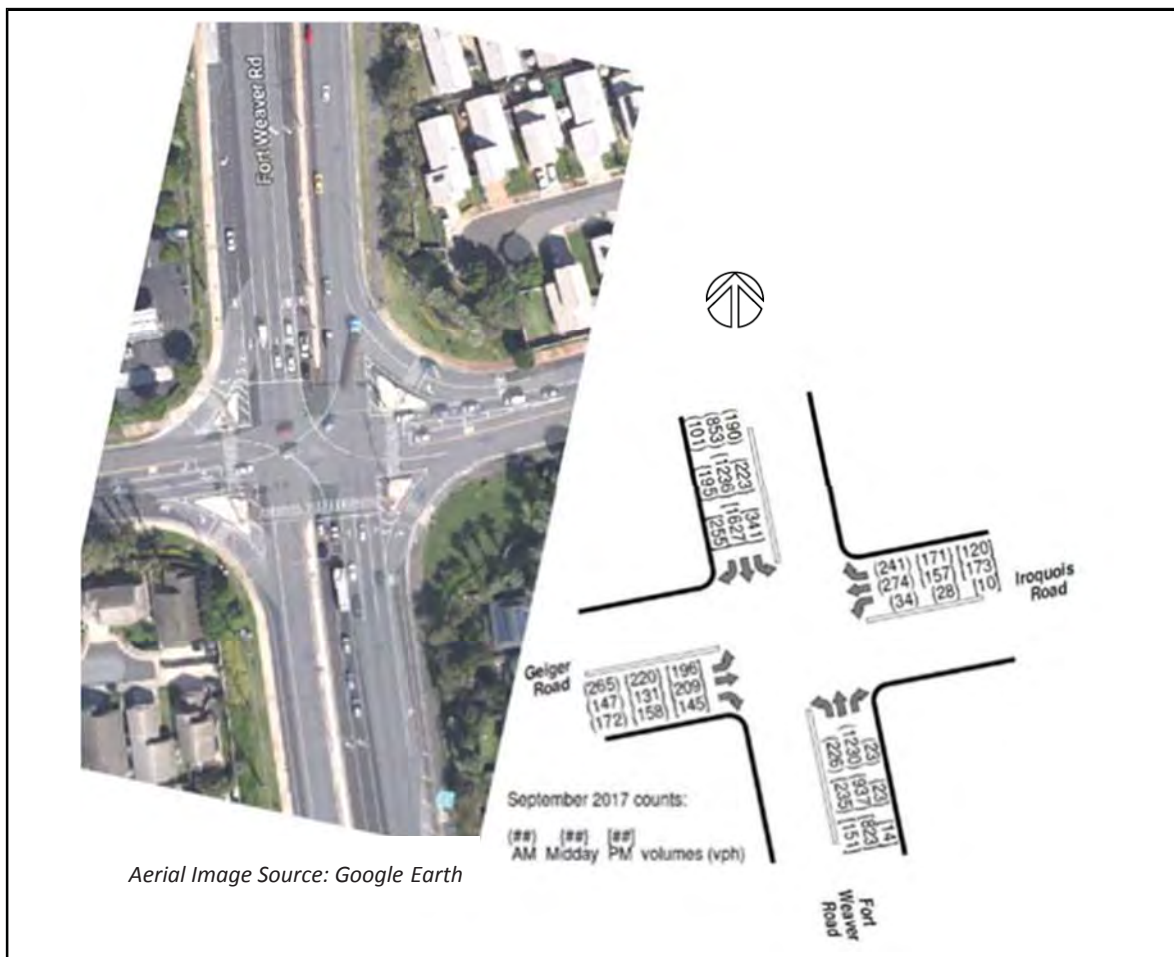 Fort Weaver Rd
(190)
(853)
(101)
{223}
{1236}
{195}
[341]
[1627]
[255]
(241) {171} [120]
(274) {157} [173]
(34) {28} [10]
Iroquois
Road
Geiger
Road
(265) {220} [196]
(147) {131} [209]
(172) {158} [145]
(23)
(1230)
(226)
{23}
{937}
{235}
[14]
[823]
[151]
September 2017 counts:
(##) {##} [##]
AM Midday PM volumes (vph)
Fort
Weaver
Road
Aerial Image Source: Google Earth